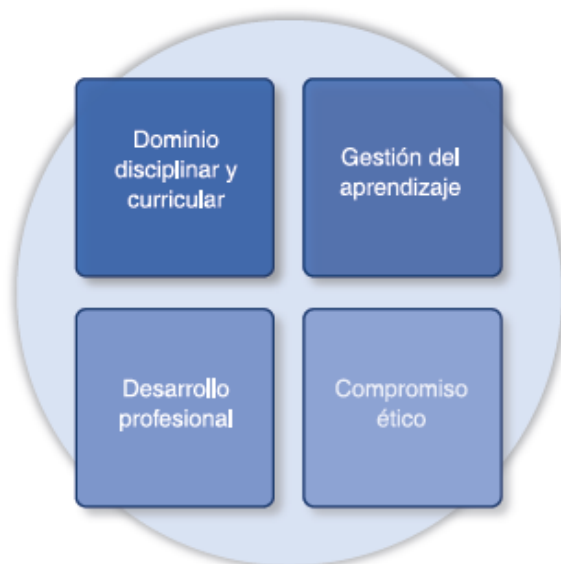 Dominio
disciplinar y
curricular
Gestión del
aprendizaje
Desarrollo
profesional
Compromiso
ético